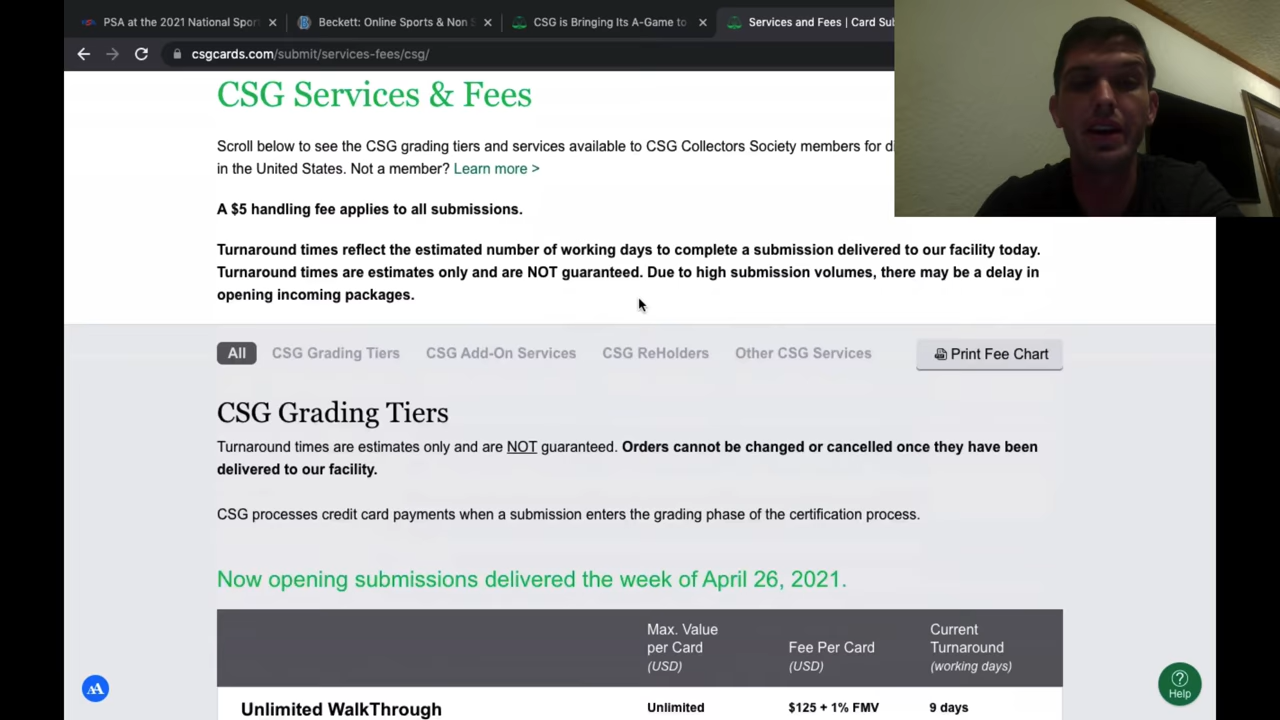 PSA at the 2021 National Spor
Beckett: Online Sports & Non S
CSG is Bringing Its A-Game to
Services and Fees | Card Sub
csgcards.com/submit/services-fees/csg/
CSG Services & Fees
Scroll below to see the CSG grading tiers and services available to CSG Collectors Society members for d
in the United States. Not a member? Learn more >
A $5 handling fee applies to all submissions.
Turnaround times reflect the estimated number of working days to complete a submission delivered to our facility today.
Turnaround times are estimates only and are NOT guaranteed. Due to high submission volumes, there may be a delay in
opening incoming packages.
All CSG Grading Tiers CSG Add-On Services CSG ReHolders Other CSG Services Print Fee Chart
CSG Grading Tiers
Turnaround times are estimates only and are NOT guaranteed. Orders cannot be changed or cancelled once they have been
delivered to our facility.
CSG processes credit card payments when a submission enters the grading phase of the certification process.
Now opening submissions delivered the week of April 26, 2021.
Max. Value
per Card
(USD)
Fee Per Card
(USD)
Current
Turnaround
(working days)
Unlimited WalkThrough Unlimited $125 + 1% FMV 9 days
AA
Help